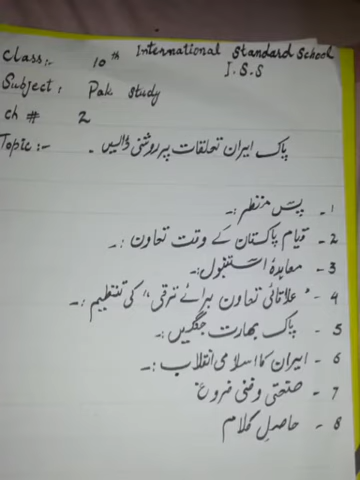 Class:- 10th International Standard School
I.S.S
Subject: Pak Study
Ch # 2
Topic:- پاک ایران تعلقات پر روشنی ڈالیں۔
1- پس منظر:-
2- قیام پاکستان کے وقت تعاون:-
3- معاہدہ استنبول:-
4- "علاقائی تعاون برائے ترقی" کی تنظیم:-
5- پاک بھارت جنگیں:-
6- ایران کا اسلامی انقلاب:-
7- صنعتی و فنی فروغ
8- حاصل کلام